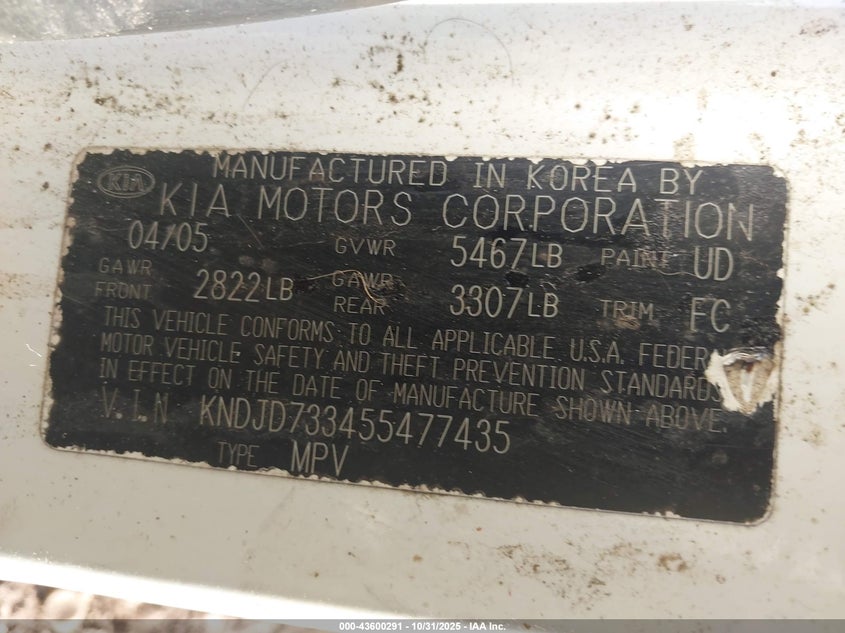 MANUFACTURED IN KOREA BY
KIA KIA MOTORS CORPORATION
04/05 GVWR 5467LB PAINT UD
GAWR FRONT 2822LB GAWR REAR 3307LB TRIM FC
THIS VEHICLE CONFORMS TO ALL APPLICABLE U.S.A. FEDER
MOTOR VEHICLE SAFETY AND THEFT PREVENTION STANDARDS
IN EFFECT ON THE DATE OF MANUFACTURE SHOWN ABOVE.
V.I.N KNDJD733455477435
TYPE MPV
000-43600291 - 10/31/2025 - IAA Inc.